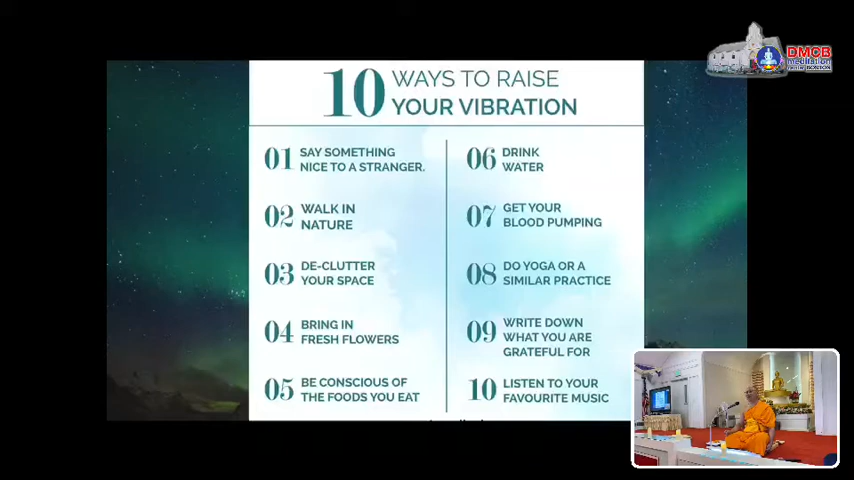 10 WAYS TO RAISE
YOUR VIBRATION
01 SAY SOMETHING
NICE TO A STRANGER.
02 WALK IN
NATURE
03 DE-CLUTTER
YOUR SPACE
04 BRING IN
FRESH FLOWERS
05 BE CONSCIOUS OF
THE FOODS YOU EAT
06 DRINK
WATER
07 GET YOUR
BLOOD PUMPING
08 DO YOGA OR A
SIMILAR PRACTICE
09 WRITE DOWN
WHAT YOU ARE
GRATEFUL FOR
10 LISTEN TO YOUR
FAVOURITE MUSIC
DMCB
meditation
center BOSTON